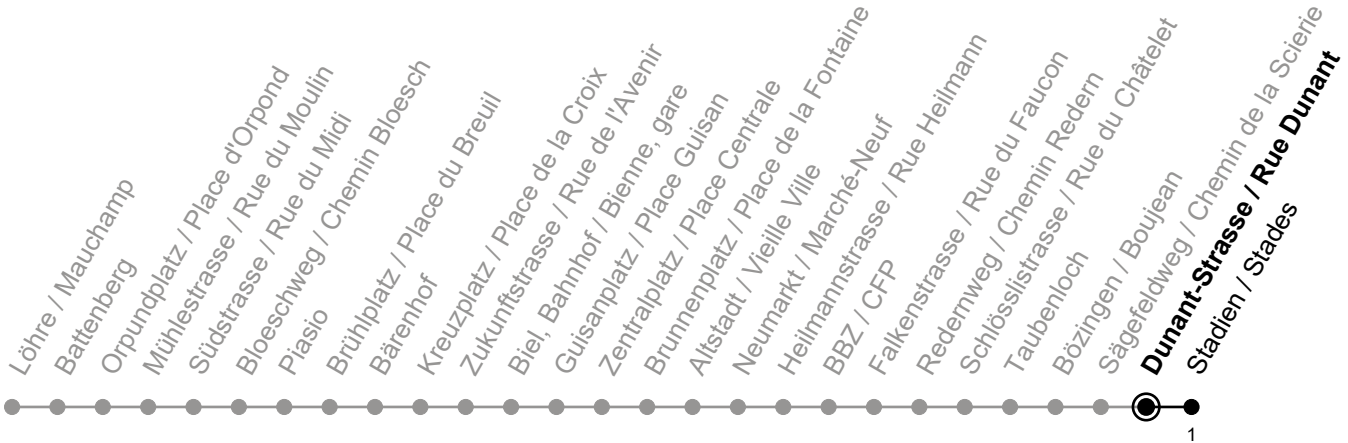 Löhre / Mauchamp
Battenberg
Orpundplatz / Place d'Orpond
Mühlestrasse / Rue du Moulin
Südstrasse / Rue du Midi
Bloeschweg / Chemin Bloesch
Piasio
Brühlplatz / Place du Breuil
Bärenhof
Kreuzplatz / Place de la Croix
Zukunftstrasse / Rue de l'Avenir
Biel, Bahnhof / Bienne, gare
Guisanplatz / Place Guisan
Zentralplatz / Place Centrale
Brunnenplatz / Place de la Fontaine
Altstadt / Vieille Ville
Neumarkt / Marché-Neuf
Heilmannstrasse / Rue Heilmann
BBZ / CFP
Falkenstrasse / Rue du Faucon
Redernweg / Chemin Redern
Schlösslistrasse / Rue du Châtelet
Taubenloch
Bözingen / Boujean
Sägefeldweg / Chemin de la Scierie
Dunant-Strasse / Rue Dunant
Stadien / Stades
1